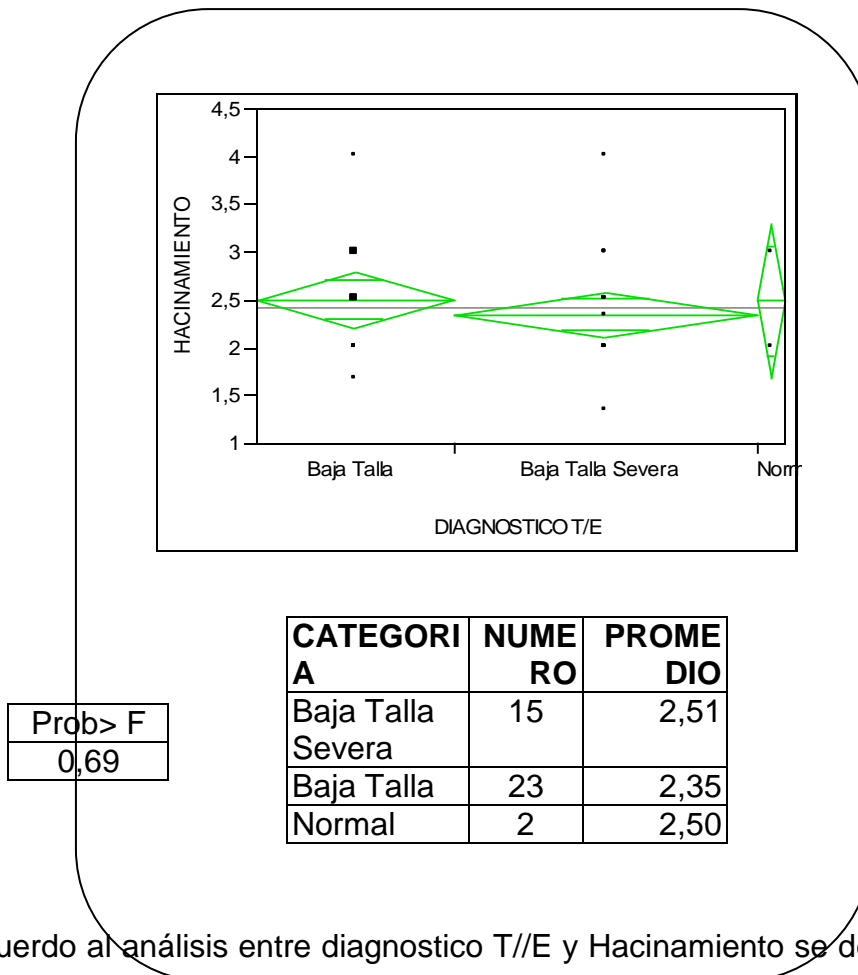 4,5
4
3,5
3
2,5
2
1,5
1
HACINAMIENTO
Baja Talla Baja Talla Severa Norm
DIAGNOSTICO T/E
CATEGORI NUME PROME
A RO DIO
Baja Talla 15 2,51
Severa
Baja Talla 23 2,35
Normal 2 2,50
Prob> F
0,69
uerdo al análisis entre diagnostico T//E y Hacinamiento se de